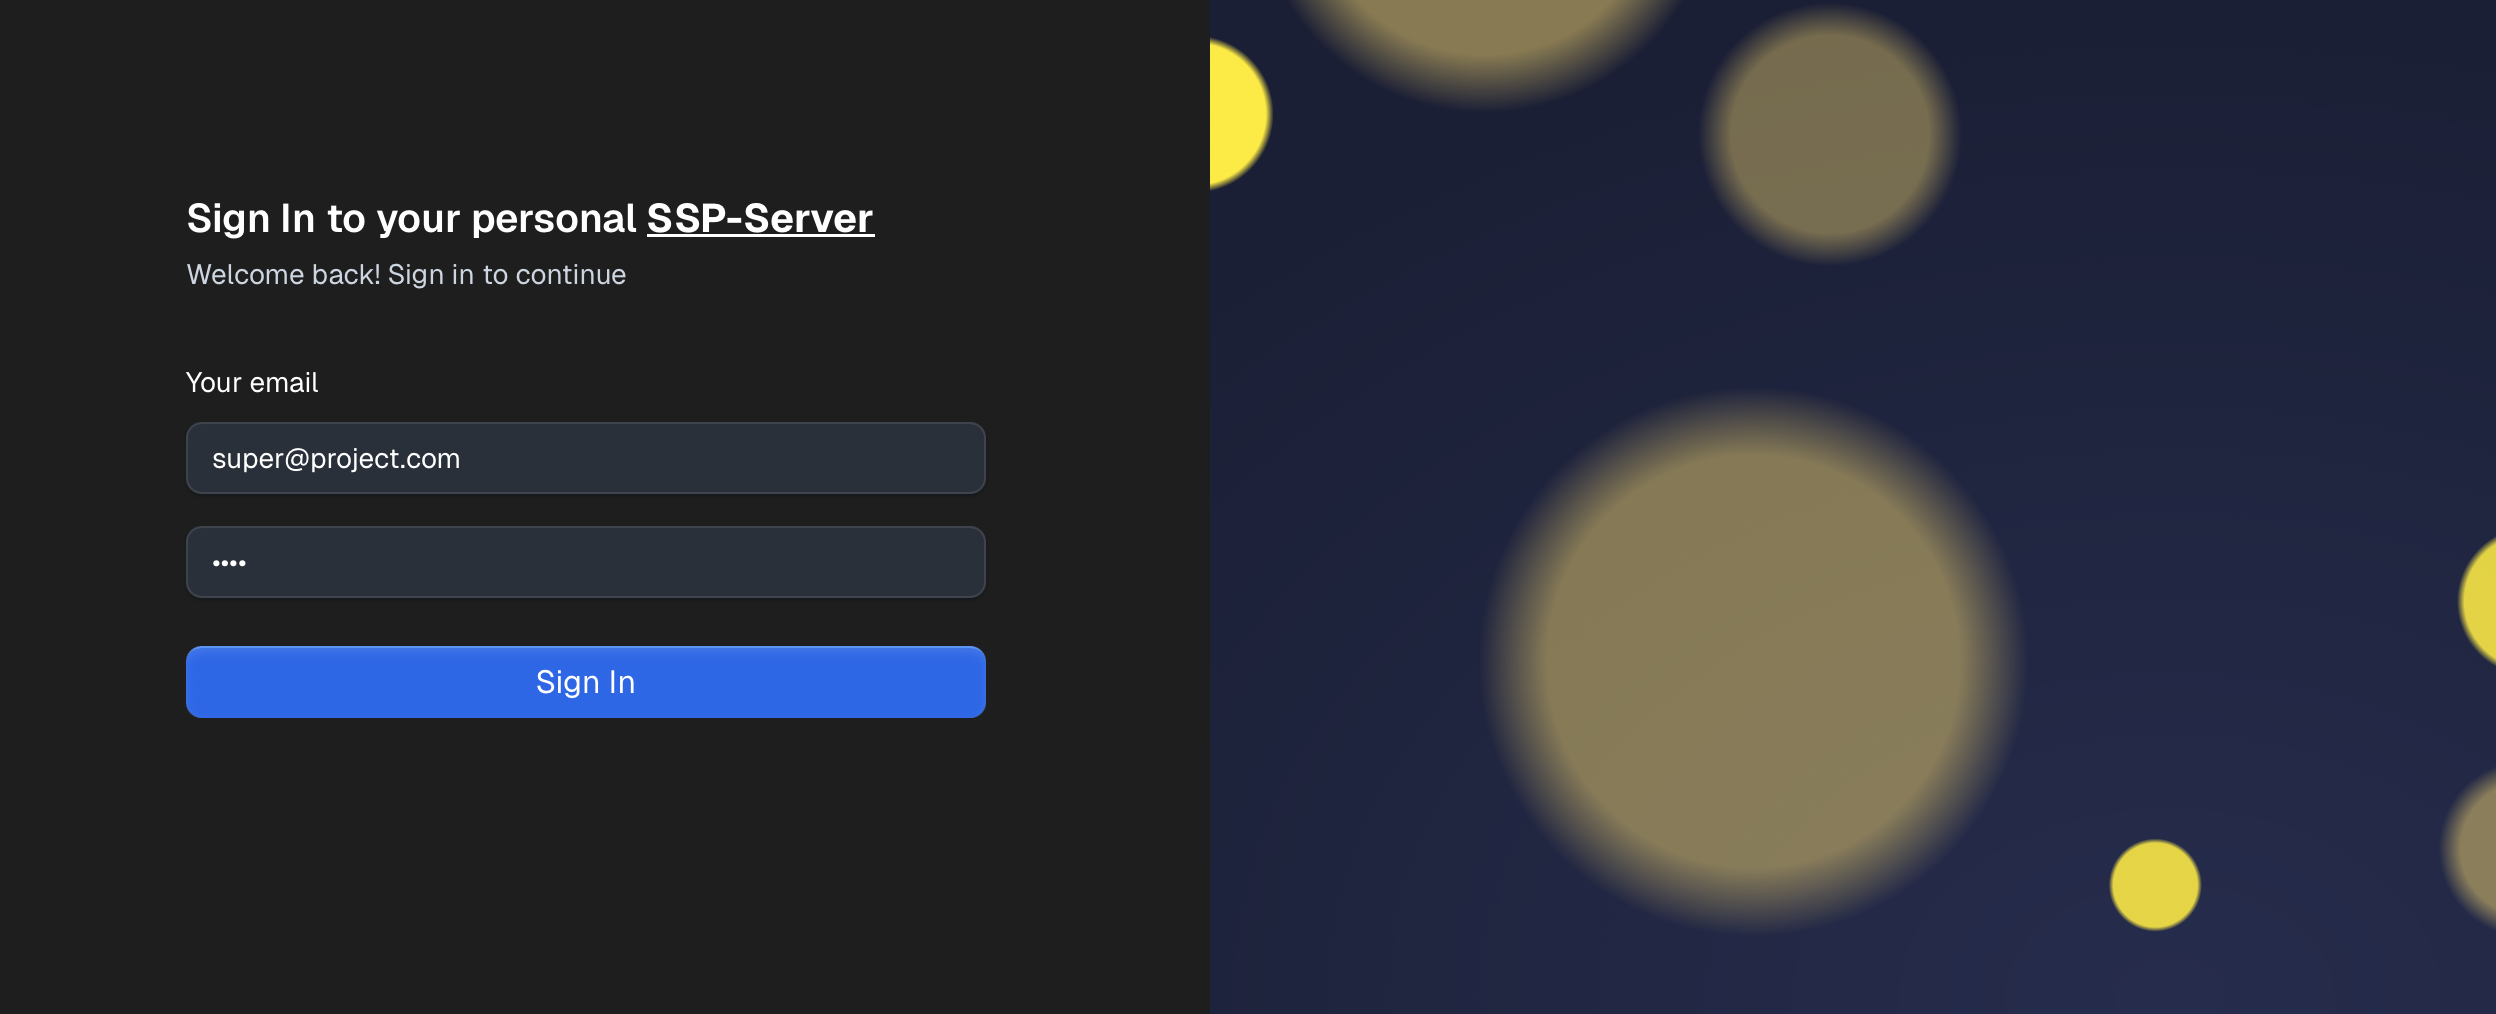 Sign In to your personal SSP-Server
Welcome back! Sign in to continue
Your email
super@project.com
••••
Sign In